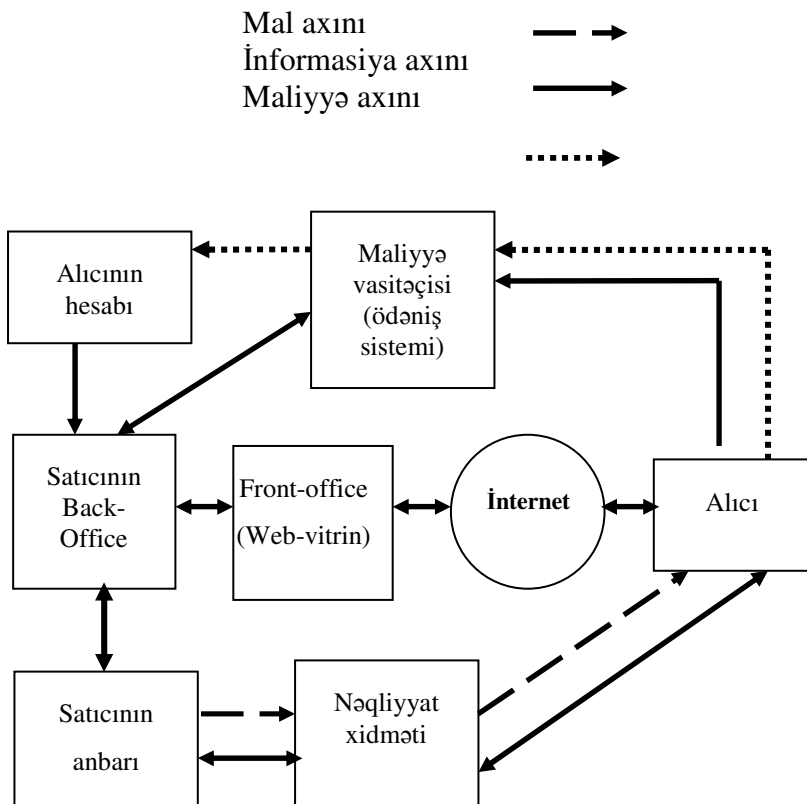 Mal axını
İnformasiya axını
Maliyyə axını
Alıcının
hesabı
Maliyyə
vasitəçisi
(ödəniş
sistemi)
Satıcının
Back-
Office
Front-office
(Web-vitrin)
İnternet
Alıcı
Satıcının
anbarı
Nəqliyyat
xidməti